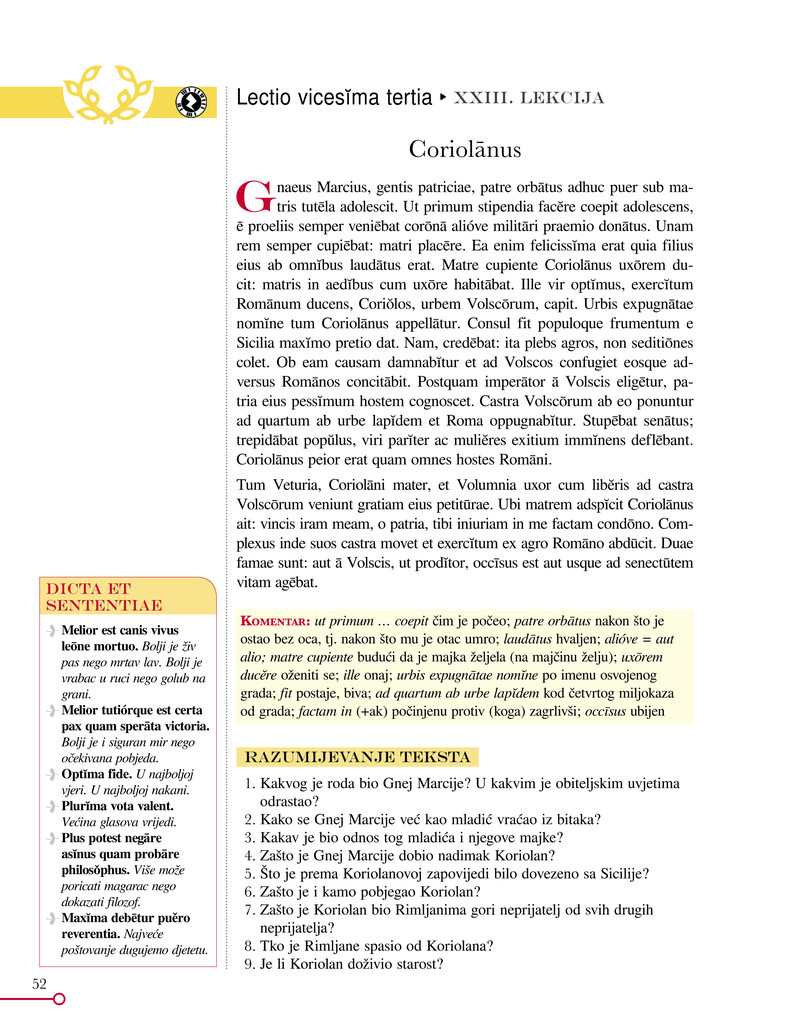 Lectio vicesĭma tertia ▸ XXIII. LEKCIJA
Coriolānus
Gnaeus Marcius, gentis patriciae, patre orbātus adhuc puer sub ma-
tris tutēla adolescit. Ut primum stipendia facĕre coepit adolescens,
ē proeliis semper veniēbat corōnā alióve militāri praemio donātus. Unam
rem semper cupiēbat: matri placēre. Ea enim felicissĭma erat quia filius
eius ab omnĭbus laudātus erat. Matre cupiente Coriolānus uxōrem du-
cit: matris in aedĭbus cum uxōre habitābat. Ille vir optĭmus, exercĭtum
Romānum ducens, Coriŏlos, urbem Volscōrum, capit. Urbis expugnātae
nomĭne tum Coriolānus appellātur. Consul fit populoque frumentum e
Sicilia maxĭmo pretio dat. Nam, credēbat: ita plebs agros, non seditiōnes
colet. Ob eam causam damnabĭtur et ad Volscos confugiet eosque ad-
versus Romānos concitābit. Postquam imperātor ā Volscis eligētur, pa-
tria eius pessĭmum hostem cognoscet. Castra Volscōrum ab eo ponuntur
ad quartum ab urbe lapĭdem et Roma oppugnabĭtur. Stupēbat senātus;
trepidābat popŭlus, viri parĭter ac muliĕres exitium immĭnens deflēbant.
Coriolānus peior erat quam omnes hostes Romāni.
Tum Veturia, Coriolāni mater, et Volumnia uxor cum libĕris ad castra
Volscōrum veniunt gratiam eius petitūrae. Ubi matrem adspĭcit Coriolānus
ait: vincis iram meam, o patria, tibi iniuriam in me factam condōno. Com-
plexus inde suos castra movet et exercĭtum ex agro Romāno abdūcit. Duae
famae sunt: aut ā Volscis, ut prodĭtor, occīsus est aut usque ad senectūtem
vitam agēbat.
KOMENTAR: ut primum … coepit čim je počeo; patre orbātus nakon što je
ostao bez oca, tj. nakon što mu je otac umro; laudātus hvaljen; alióve = aut
alio; matre cupiente budući da je majka željela (na majčinu želju); uxōrem
ducĕre oženiti se; ille onaj; urbis expugnātae nomĭne po imenu osvojenog
grada; fit postaje, biva; ad quartum ab urbe lapĭdem kod četvrtog miljokaza
od grada; factam in (+ak) počinjenu protiv (koga) zagrlivši; occīsus ubijen
RAZUMIJEVANJE TEKSTA
1. Kakvog je roda bio Gnej Marcije? U kakvim je obiteljskim uvjetima
odrastao?
2. Kako se Gnej Marcije već kao mladić vraćao iz bitaka?
3. Kakav je bio odnos tog mladića i njegove majke?
4. Zašto je Gnej Marcije dobio nadimak Koriolan?
5. Što je prema Koriolanovoj zapovijedi bilo dovezeno sa Sicilije?
6. Zašto je i kamo pobjegao Koriolan?
7. Zašto je Koriolan bio Rimljanima gori neprijatelj od svih drugih
neprijatelja?
8. Tko je Rimljane spasio od Koriolana?
9. Je li Koriolan doživio starost?
DICTA ET
SENTENTIAE
Melior est canis vivus
leōne mortuo. Bolji je živ
pas nego mrtav lav. Bolji je
vrabac u ruci nego golub na
grani.
Melior tutiórque est certa
pax quam sperāta victoria.
Bolji je i siguran mir nego
očekivana pobjeda.
Optĭma fide. U najboljoj
vjeri. U najboljoj nakani.
Plurĭma vota valent.
Većina glasova vrijedi.
Plus potest negāre
asĭnus quam probāre
philosŏphus. Više može
poricati magarac nego
dokazati filozof.
Maxĭma debētur puĕro
reverentia. Najveće
poštovanje dugujemo djetetu.
52